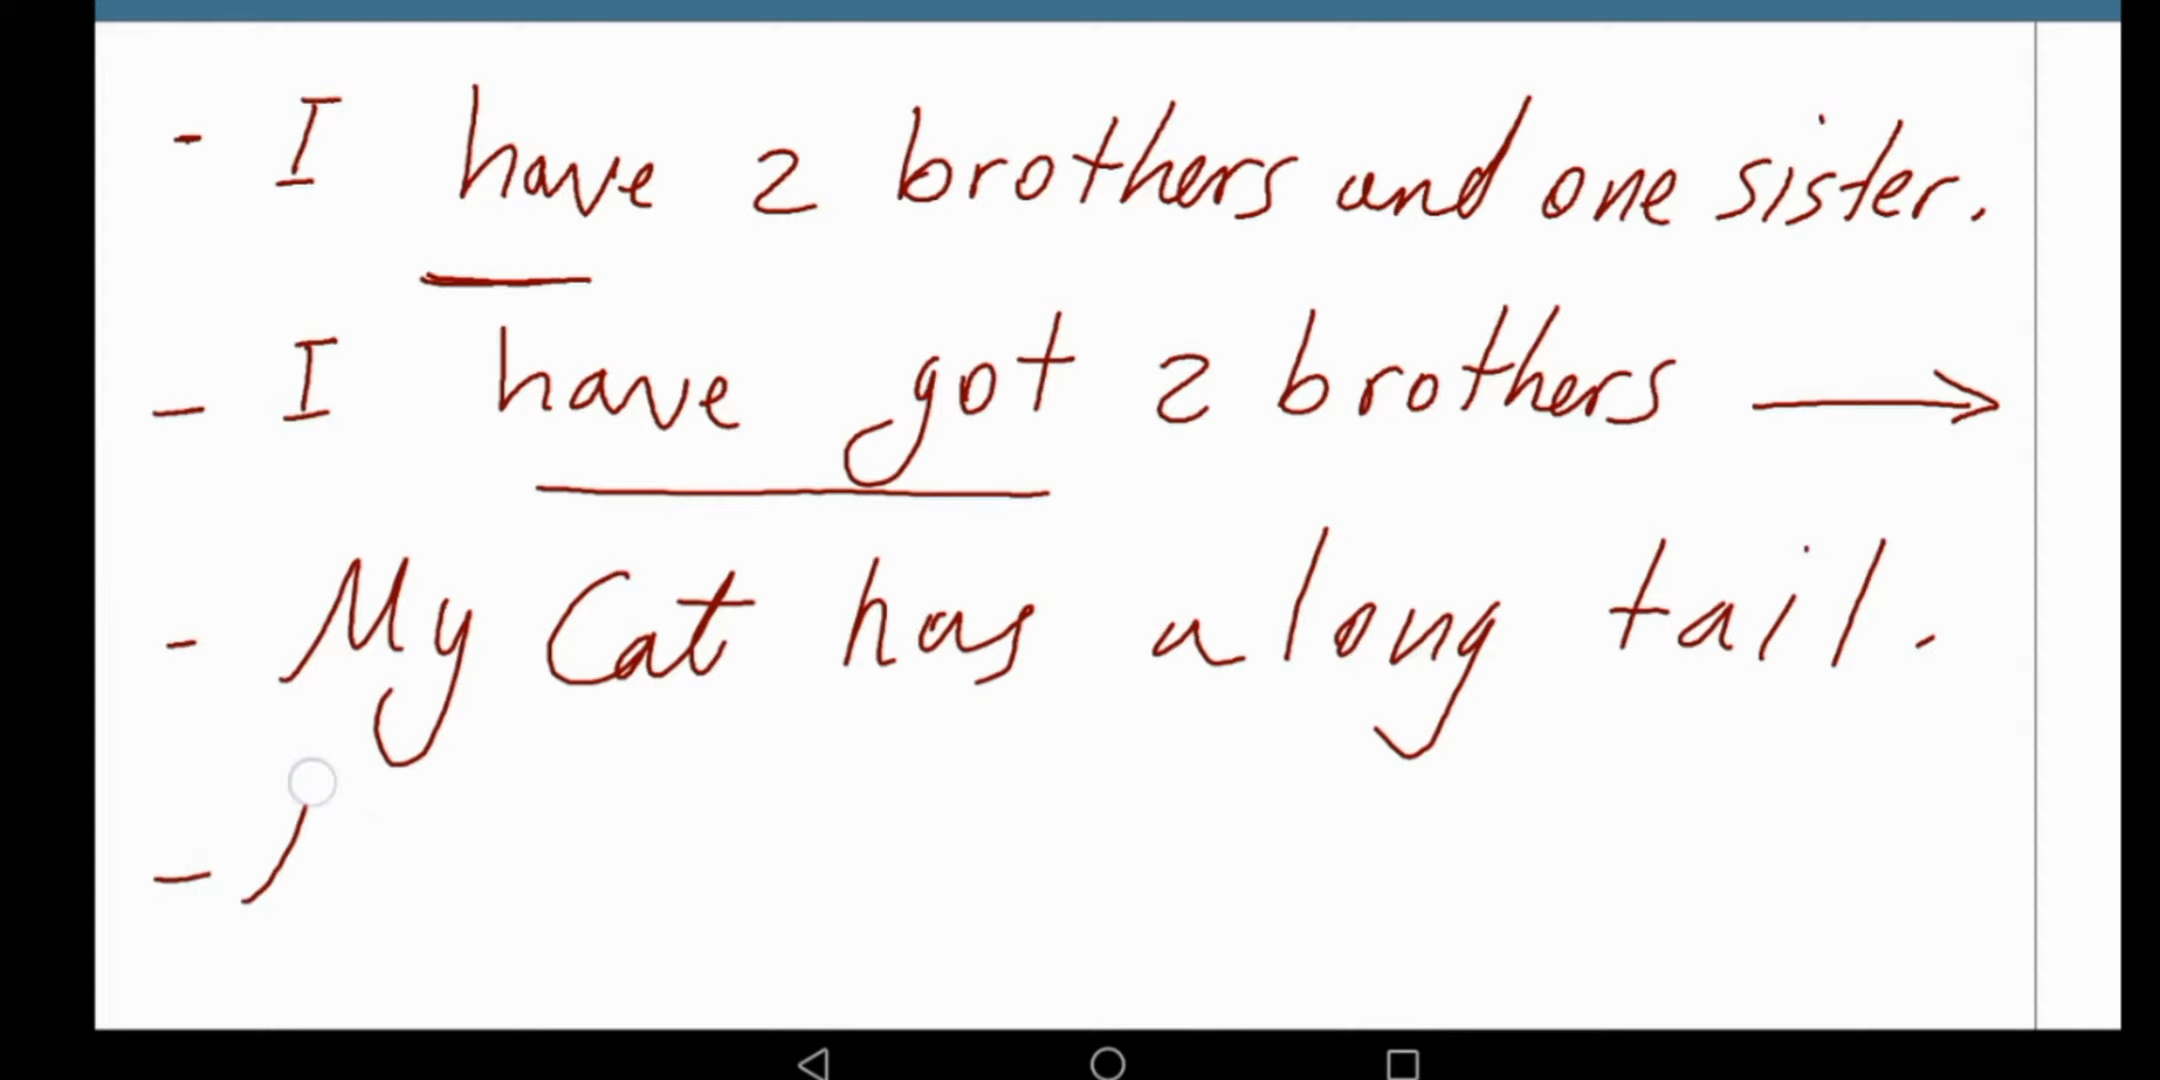 - I have 2 brothers and one sister.
- I have got 2 brothers →
- My Cat has a long tail.
-